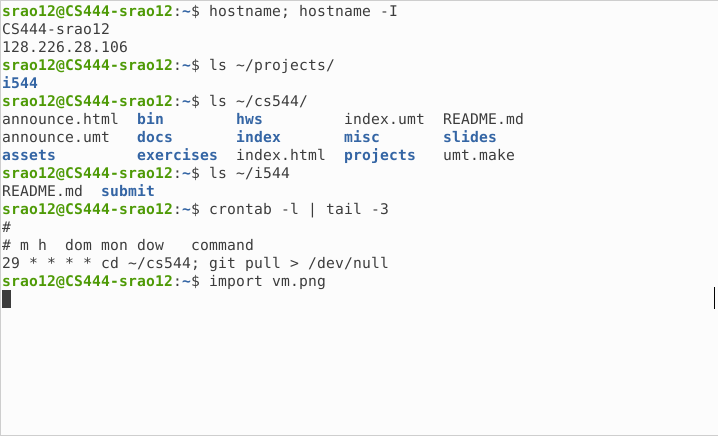 srao12@CS444-srao12:~$ hostname; hostname -I
CS444-srao12
128.226.28.106
srao12@CS444-srao12:~$ ls ~/projects/
i544
srao12@CS444-srao12:~$ ls ~/cs544/
announce.html  bin        hws         index.umt  README.md
announce.umt   docs       index       misc       slides
assets         exercises  index.html  projects   umt.make
srao12@CS444-srao12:~$ ls ~/i544
README.md  submit
srao12@CS444-srao12:~$ crontab -l | tail -3
#
# m h  dom mon dow   command
29 * * * * cd ~/cs544; git pull > /dev/null
srao12@CS444-srao12:~$ import vm.png